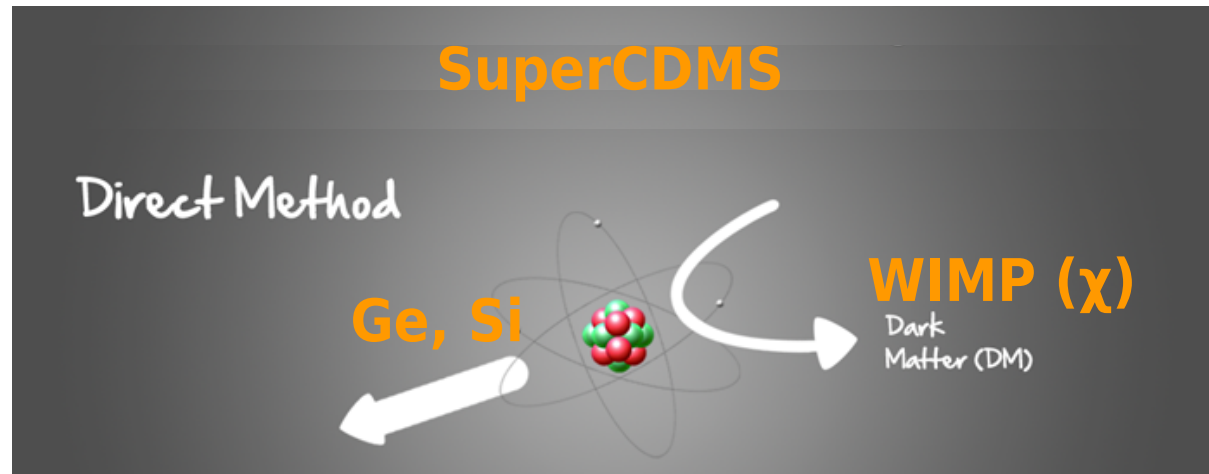 SuperCDMS
Direct Method
WIMP (χ)
Ge, Si
Dark
Matter (DM)